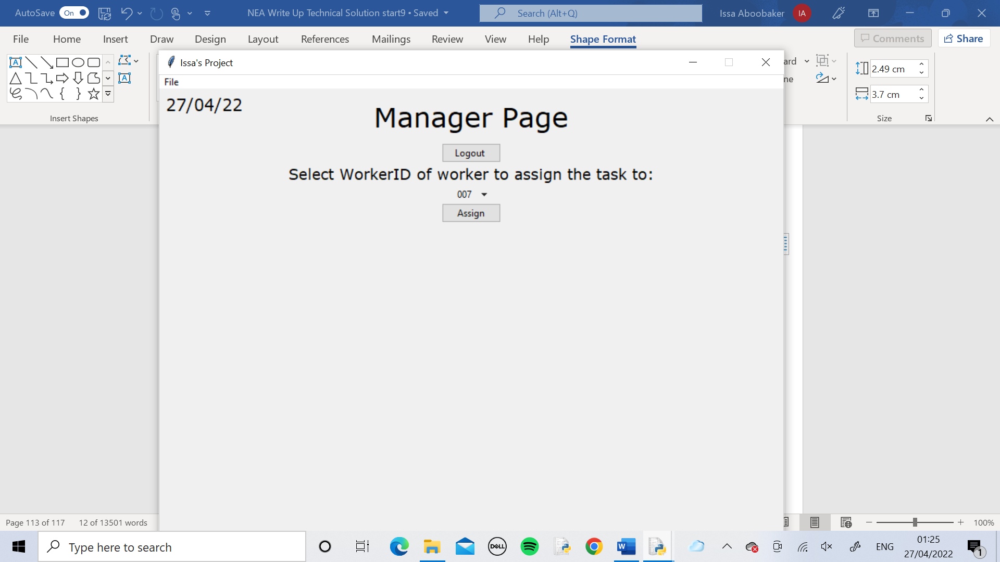 AutoSave On NEA Write Up Technical Solution start9 • Saved Search (Alt+Q) Issa Aboobaker IA
File Home Insert Draw Design Layout References Mailings Review View Help Shape Format Comments Share
Insert Shapes
Issa's Project
File
27/04/22
Manager Page
Logout
Select WorkerID of worker to assign the task to:
007
Assign
ard
ne
2.49 cm
3.7 cm
Size
Page 113 of 117 12 of 13501 words 100%
Type here to search
DELL
W
ENG
01:25
27/04/2022
1